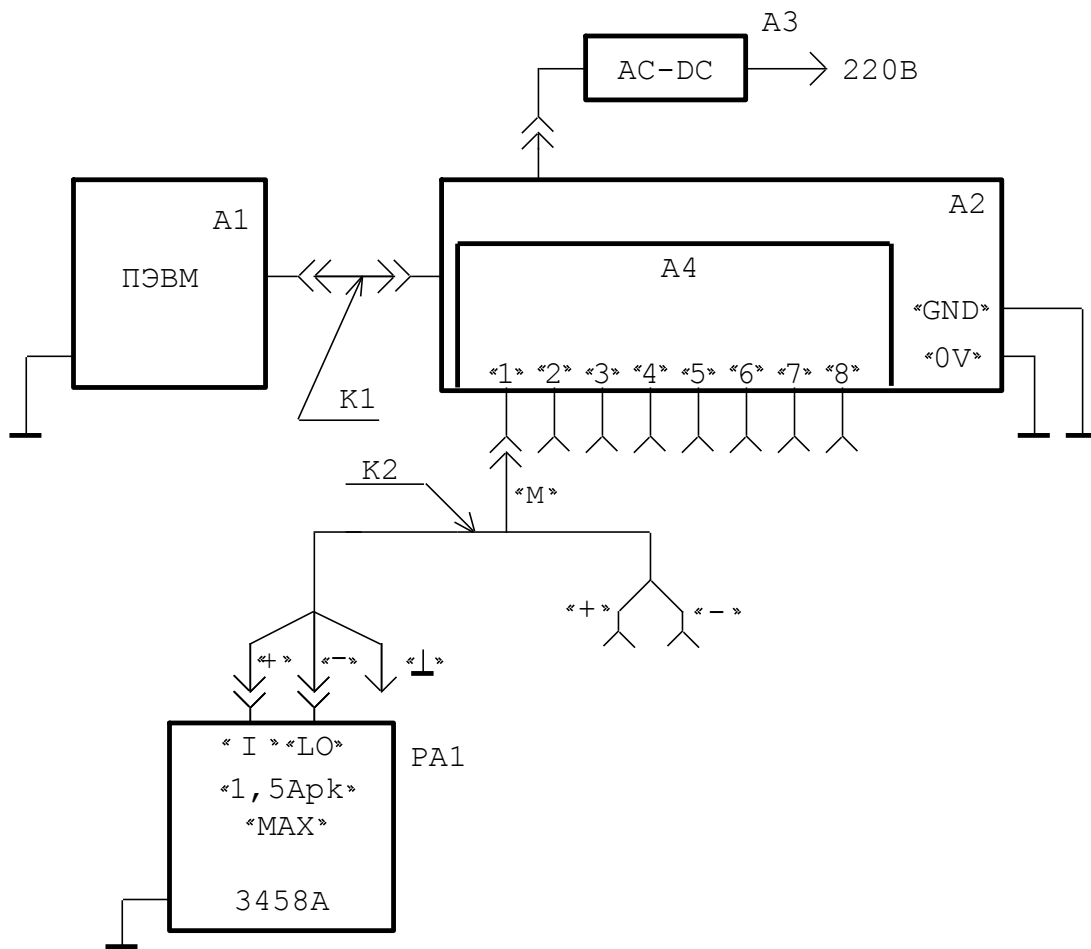 А3
AC-DC
220В
А1
ПЭВМ
А2
А4
«GND»
«0V»
«1» «2» «3» «4» «5» «6» «7» «8»
К1
К2
«М»
«+» «-»
«+» «-» «⊥»
« I » «LO»
«1,5Apk»
«MAX»
3458A
PA1